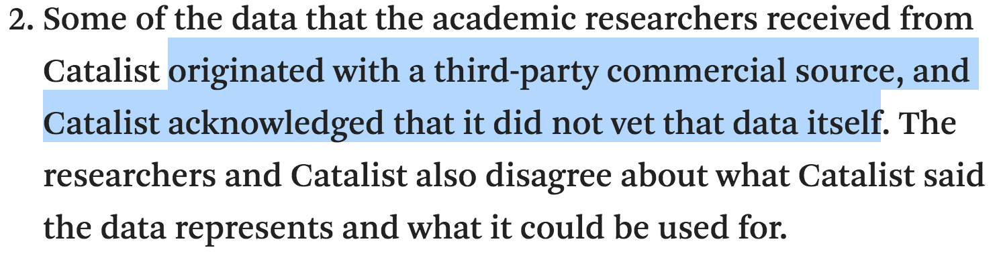 2. Some of the data that the academic researchers received from
Catalist originated with a third-party commercial source, and
Catalist acknowledged that it did not vet that data itself. The
researchers and Catalist also disagree about what Catalist said
the data represents and what it could be used for.